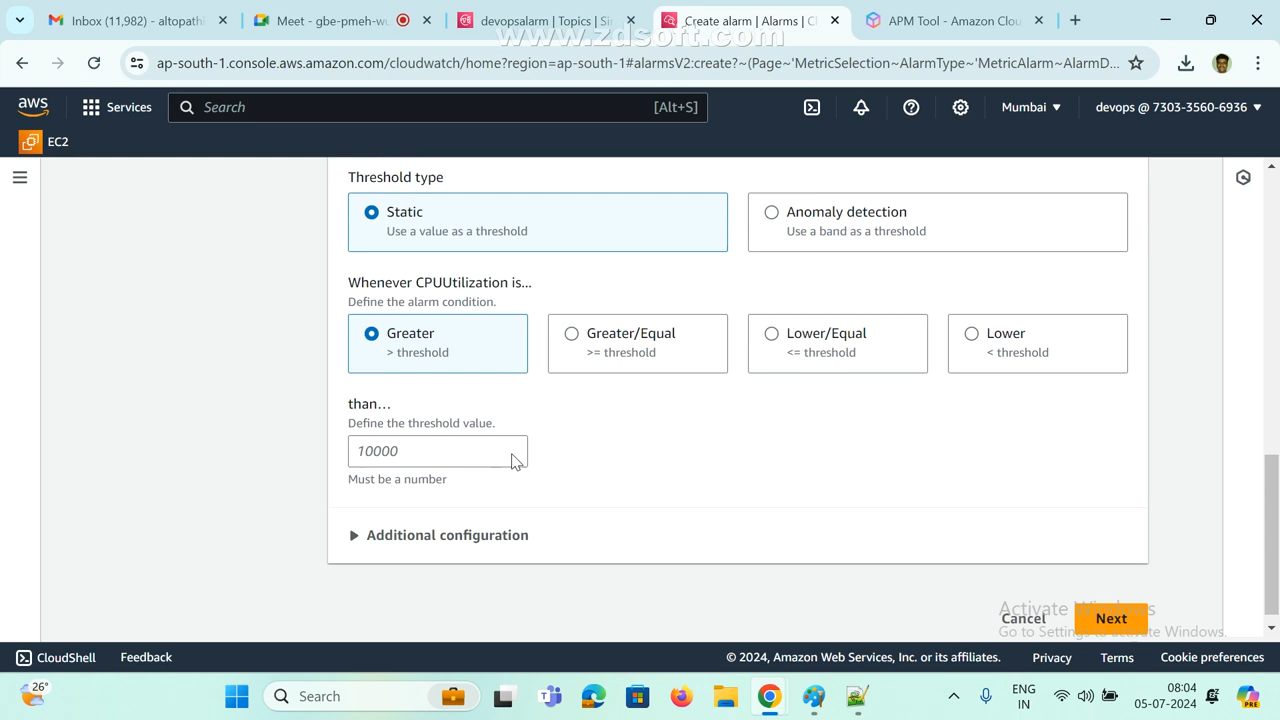 Inbox (11,982) - altopathi
Meet - gbe-pmeh-wu
devopsalarm | Topics | Si
Create alarm | Alarms | Cl
APM Tool - Amazon Clou
www.zdsoft.com
ap-south-1.console.aws.amazon.com/cloudwatch/home?region=ap-south-1#alarmsV2:create?~(Page~'MetricSelection~AlarmType~'MetricAlarm~AlarmD...
aws
Services
Search
[Alt+S]
Mumbai
devops @ 7303-3560-6936
EC2
Threshold type
Static
Use a value as a threshold
Anomaly detection
Use a band as a threshold
Whenever CPUUtilization is...
Define the alarm condition.
Greater
> threshold
Greater/Equal
>= threshold
Lower/Equal
<= threshold
Lower
< threshold
than...
Define the threshold value.
10000
Must be a number
Additional configuration
Cancel
Next
Activate Windows
Go to Settings to activate Windows.
CloudShell
Feedback
© 2024, Amazon Web Services, Inc. or its affiliates.
Privacy
Terms
Cookie preferences
26°
Search
ENG
IN
08:04
05-07-2024
PRE